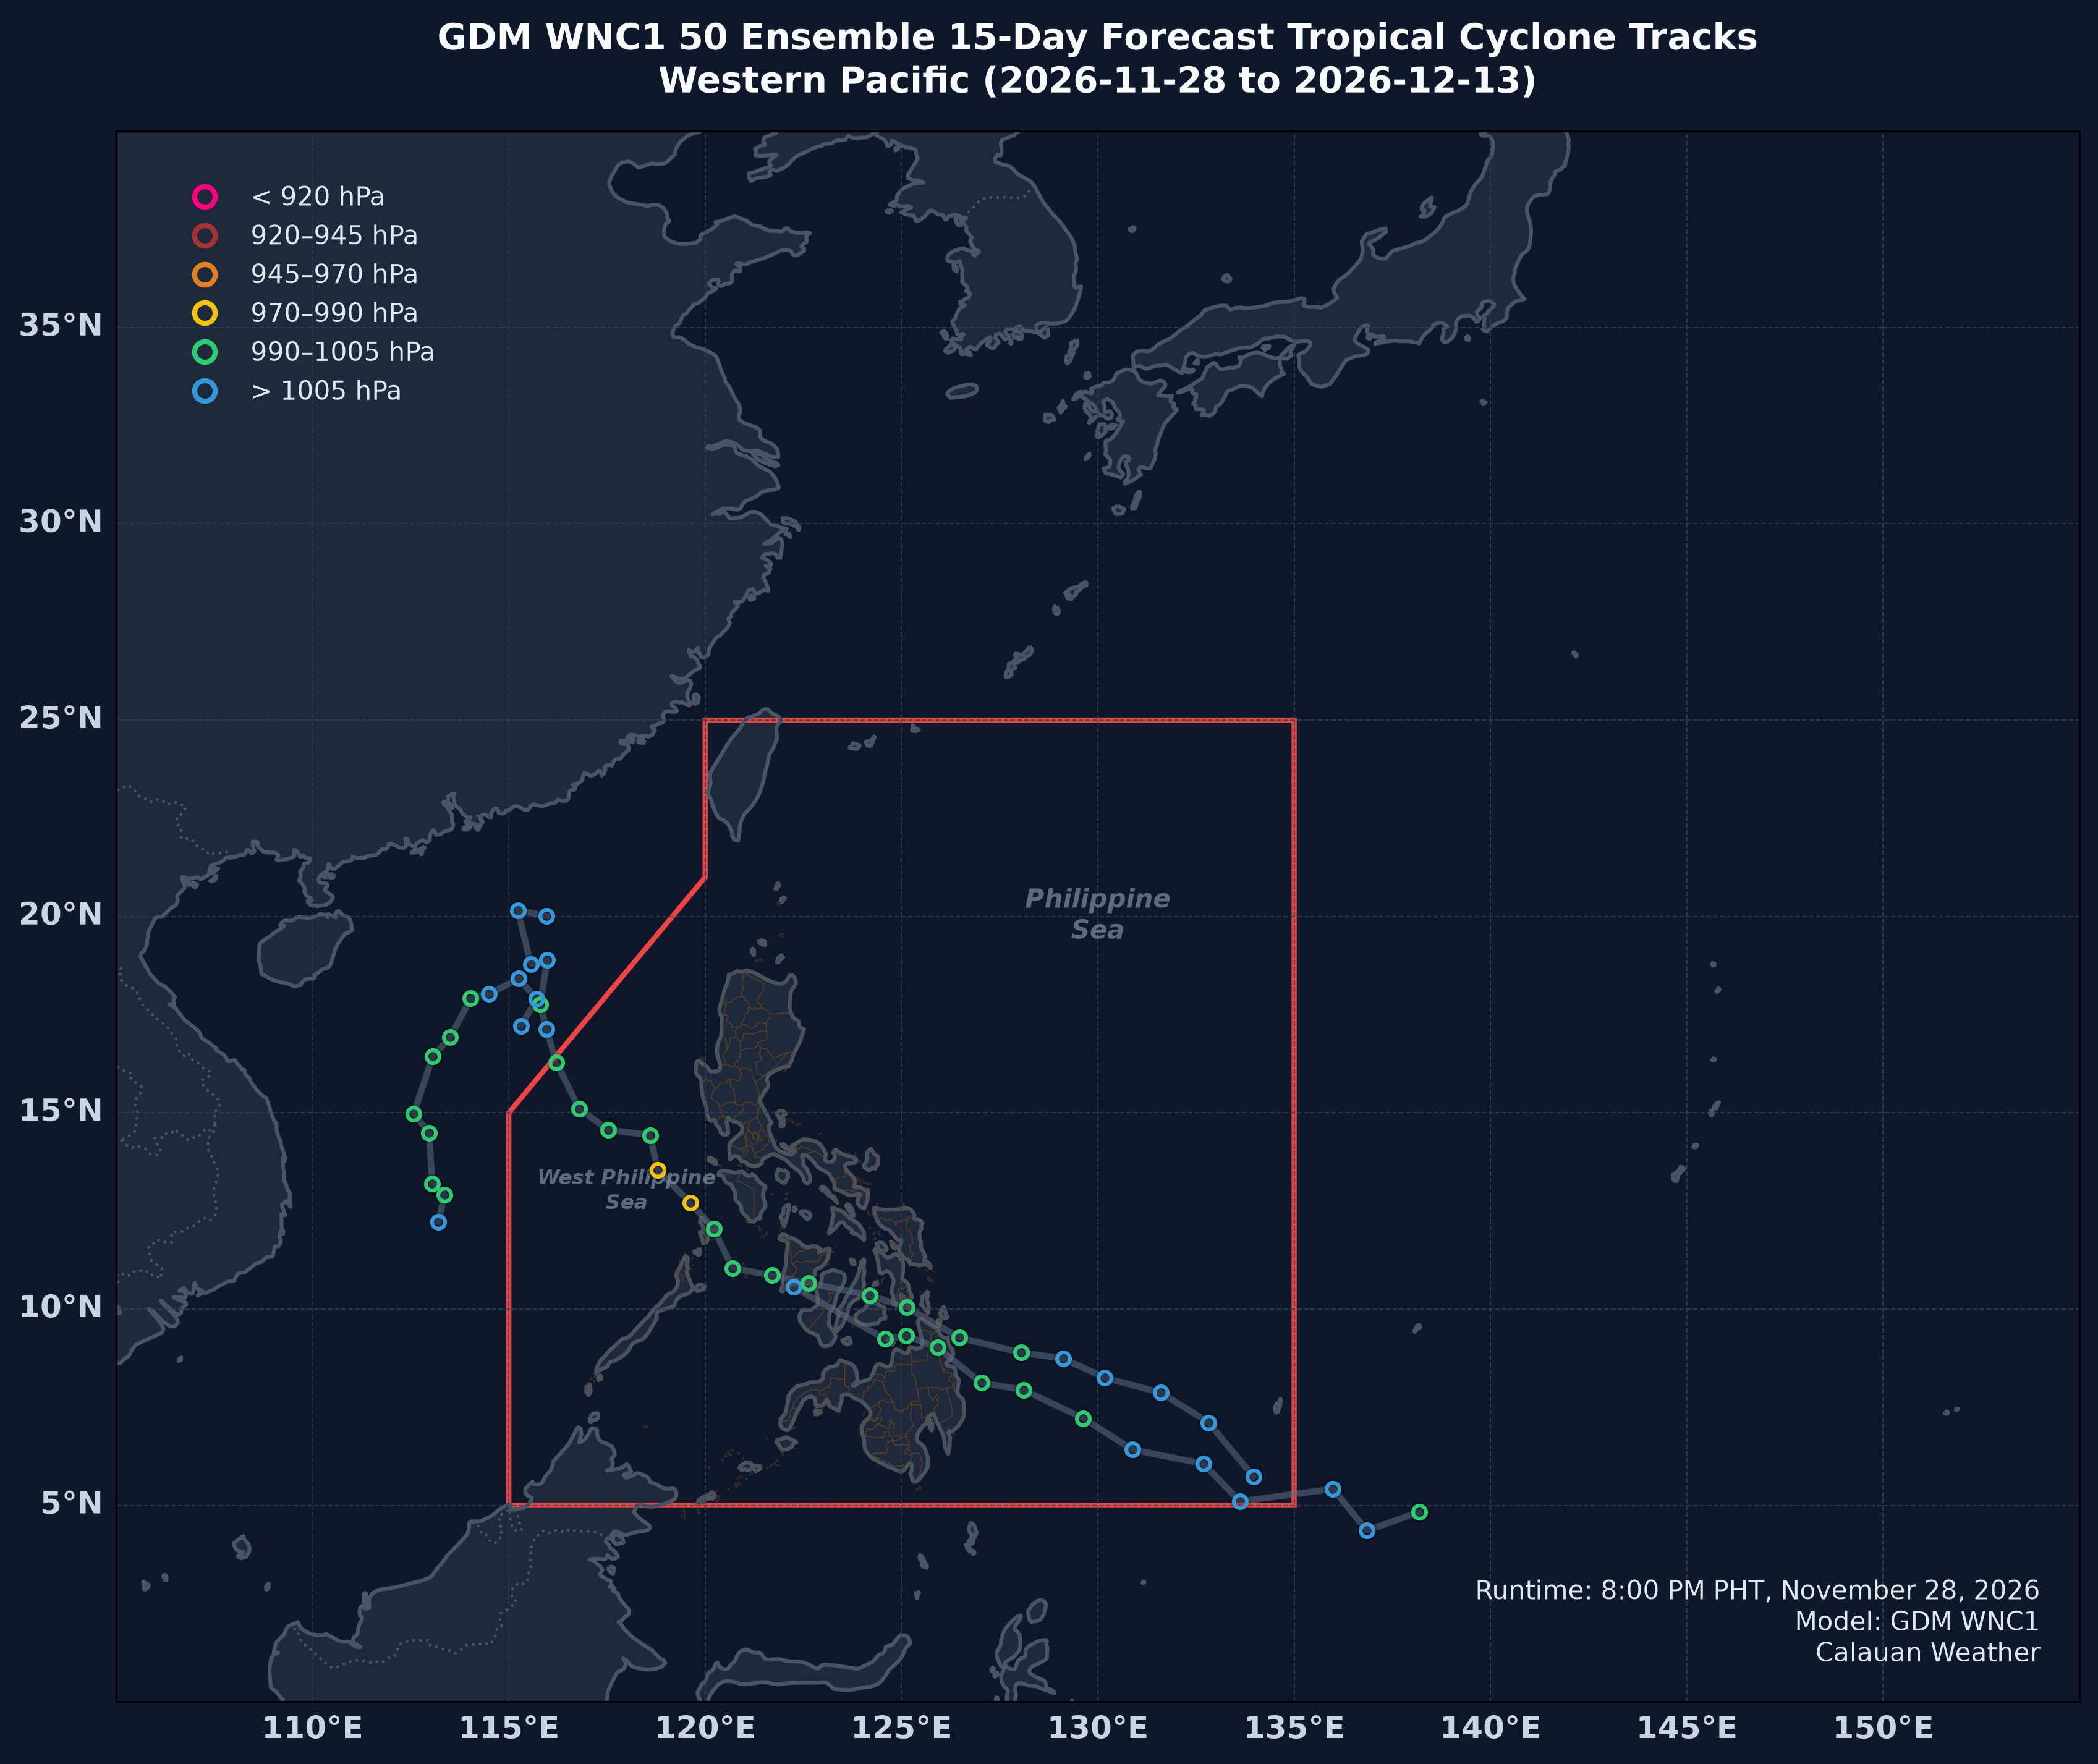 GDM WNC1 50 Ensemble 15-Day Forecast Tropical Cyclone Tracks
Western Pacific (2026-11-28 to 2026-12-13)
< 920 hPa
920–945 hPa
945–970 hPa
970–990 hPa
990–1005 hPa
> 1005 hPa
35°N
30°N
25°N
20°N
15°N
10°N
5°N
Philippine
Sea
West Philippine
Sea
Runtime: 8:00 PM PHT, November 28, 2026
Model: GDM WNC1
Calauan Weather
110°E
115°E
120°E
125°E
130°E
135°E
140°E
145°E
150°E